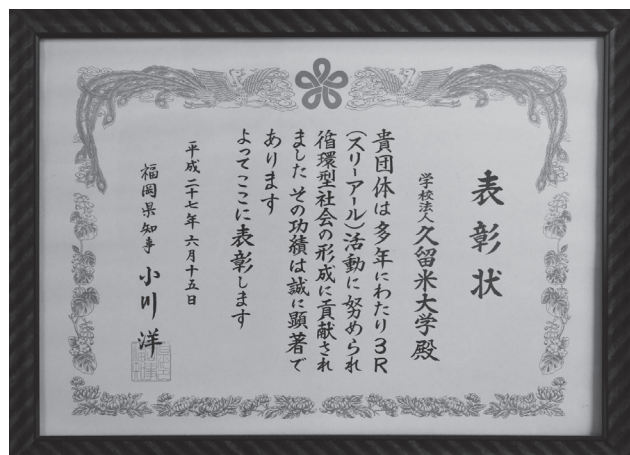 表彰状
学校法人久留米大学殿
貴団体は多年にわたり3R
(スリーアール)活動に努められ
循環型社会の形成に貢献され
ました その功績は誠に顕著で
あります
よってここに表彰します
平成二十七年六月十五日
福岡県知事 小川洋